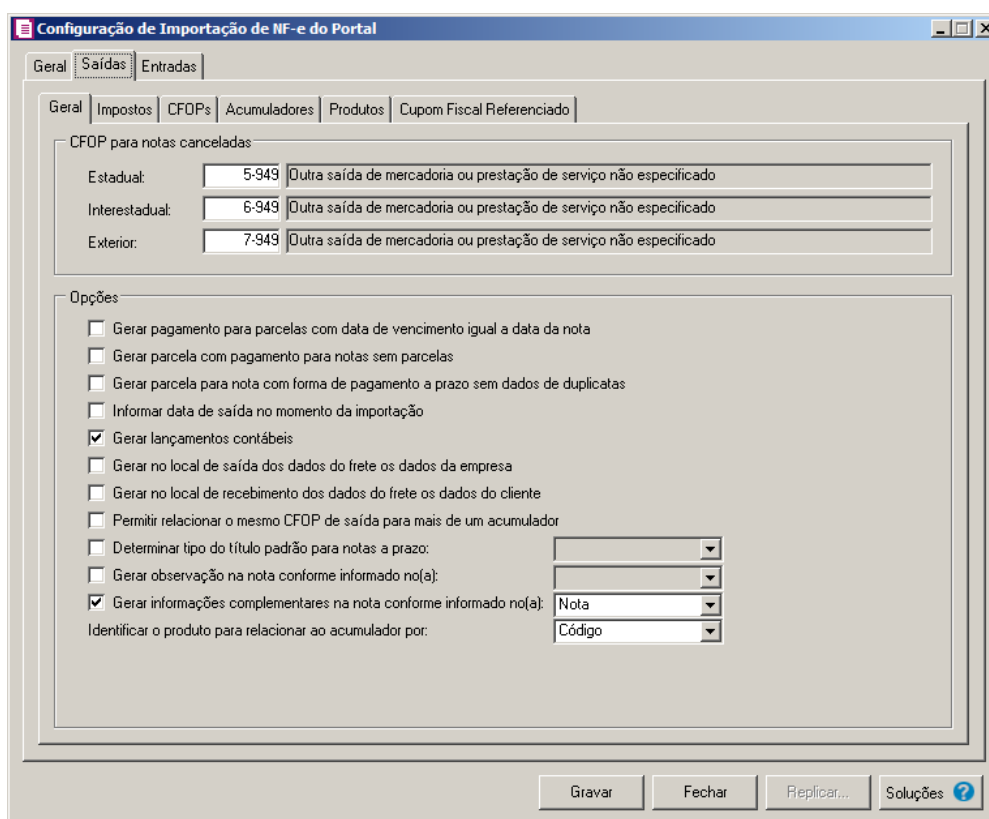 Configuração de Importação de NF-e do Portal
Geral Saídas Entradas
Geral Impostos CFOPs Acumuladores Produtos Cupom Fiscal Referenciado
CFOP para notas canceladas
Estadual: 5-949 Outra saída de mercadoria ou prestação de serviço não especificado
Interestadual: 6-949 Outra saída de mercadoria ou prestação de serviço não especificado
Exterior: 7-949 Outra saída de mercadoria ou prestação de serviço não especificado
Opções
Gerar pagamento para parcelas com data de vencimento igual a data da nota
Gerar parcela com pagamento para notas sem parcelas
Gerar parcela para nota com forma de pagamento a prazo sem dados de duplicatas
Informar data de saída no momento da importação
Gerar lançamentos contábeis
Gerar no local de saída dos dados do frete os dados da empresa
Gerar no local de recebimento dos dados do frete os dados do cliente
Permitir relacionar o mesmo CFOP de saída para mais de um acumulador
Determinar tipo do título padrão para notas a prazo:
Gerar observação na nota conforme informado no(a):
Gerar informações complementares na nota conforme informado no(a): Nota
Identificar o produto para relacionar ao acumulador por: Código
Gravar Fechar Replicar... Soluções ?